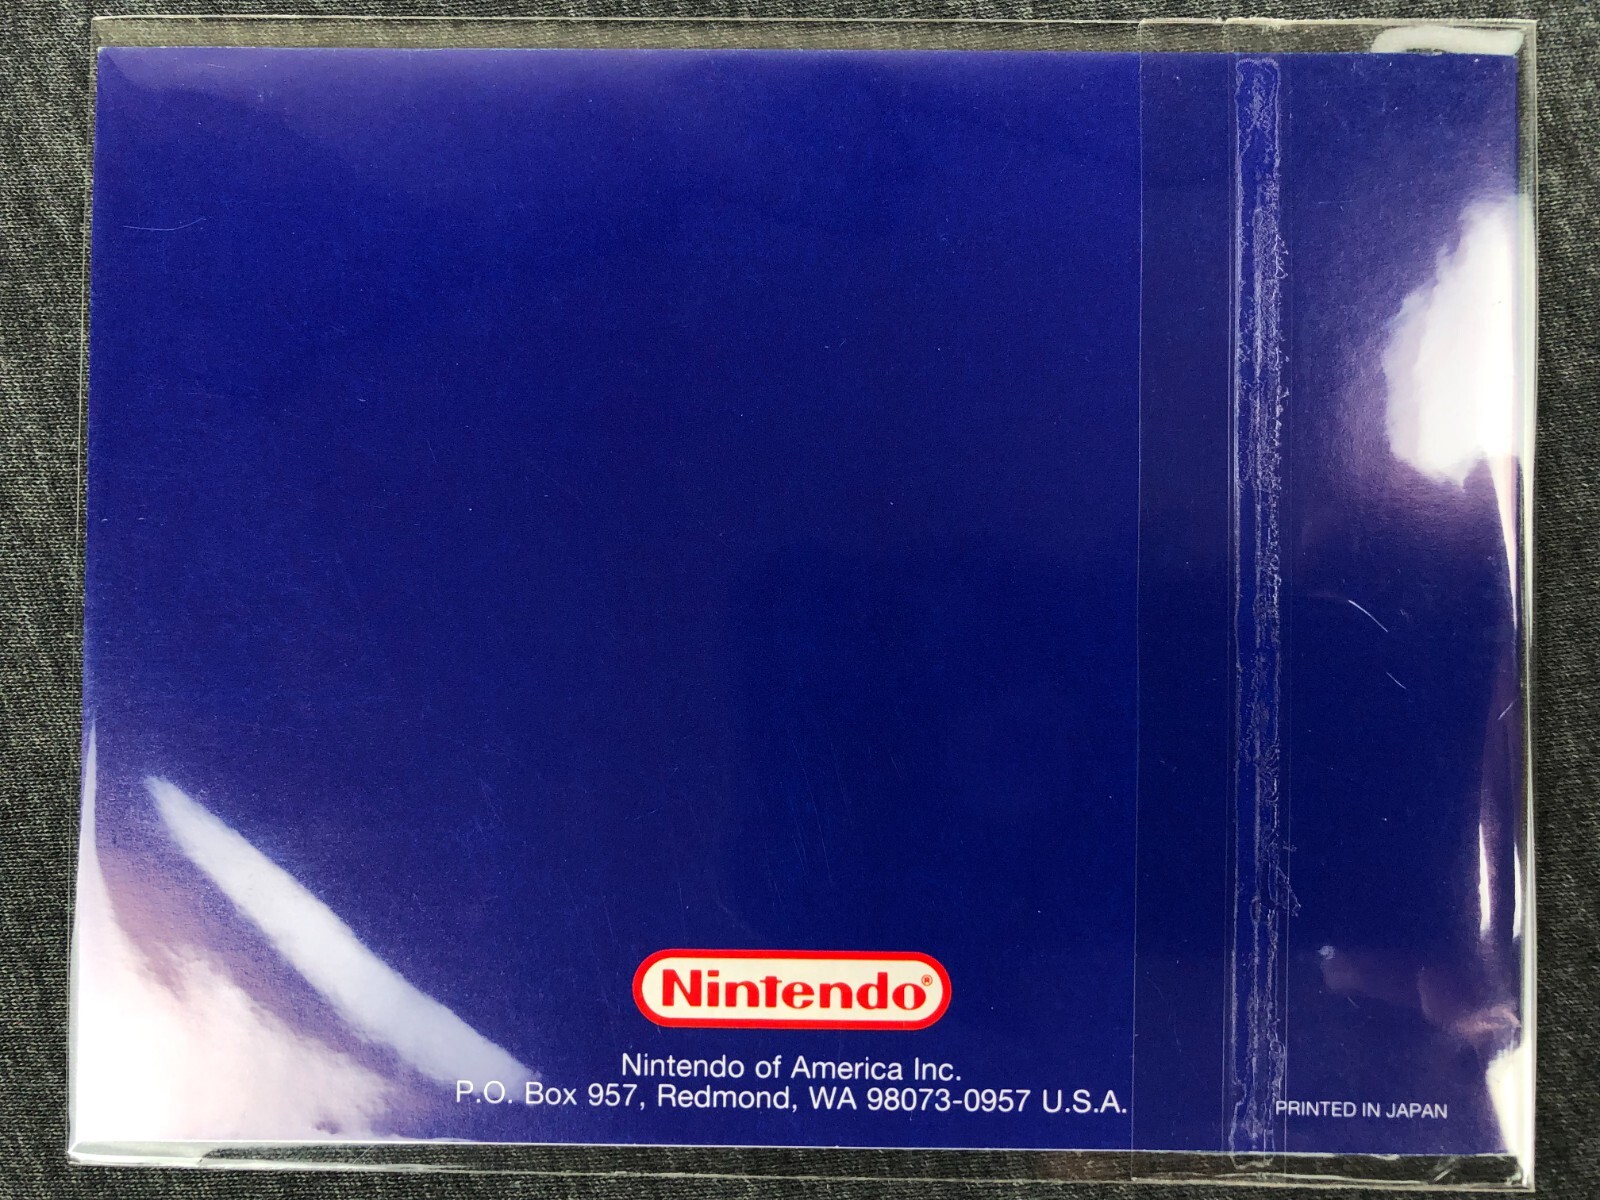 Nintendo®
Nintendo of America Inc.
P.O. Box 957, Redmond, WA 98073-0957 U.S.A.
PRINTED IN JAPAN